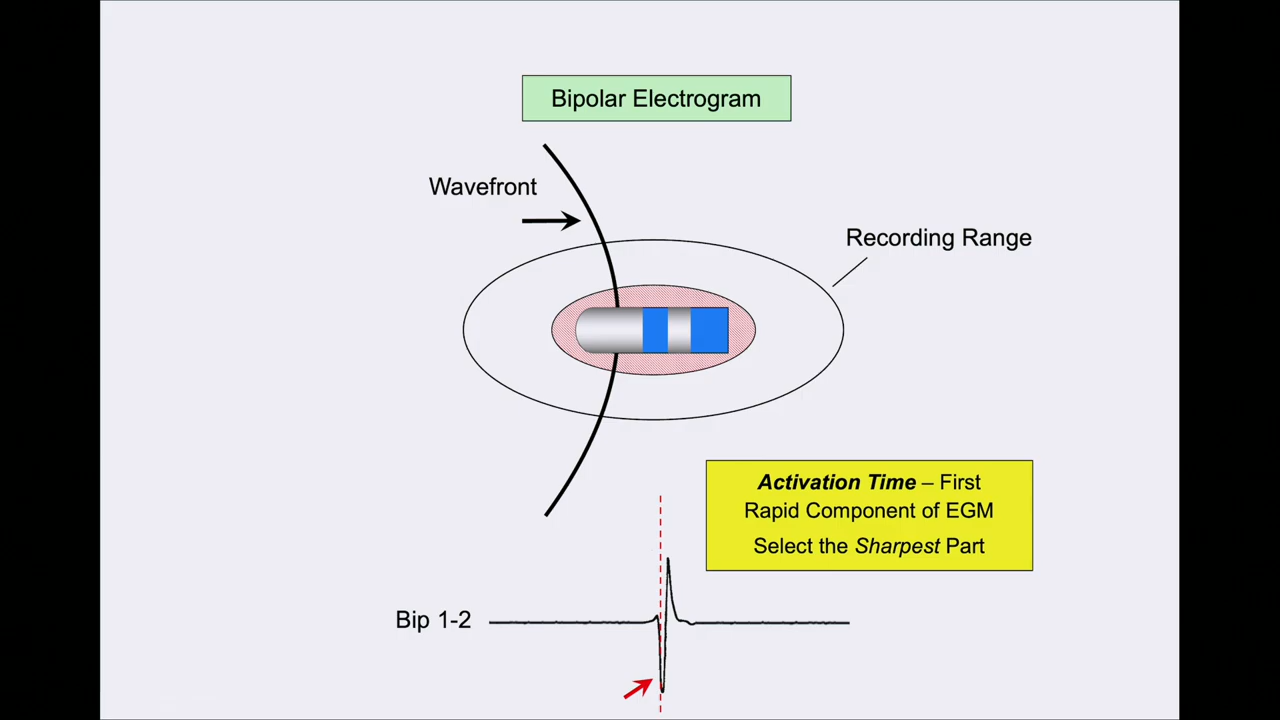 Bipolar Electrogram
Wavefront
Recording Range
Activation Time – First
Rapid Component of EGM
Select the Sharpest Part
Bip 1-2